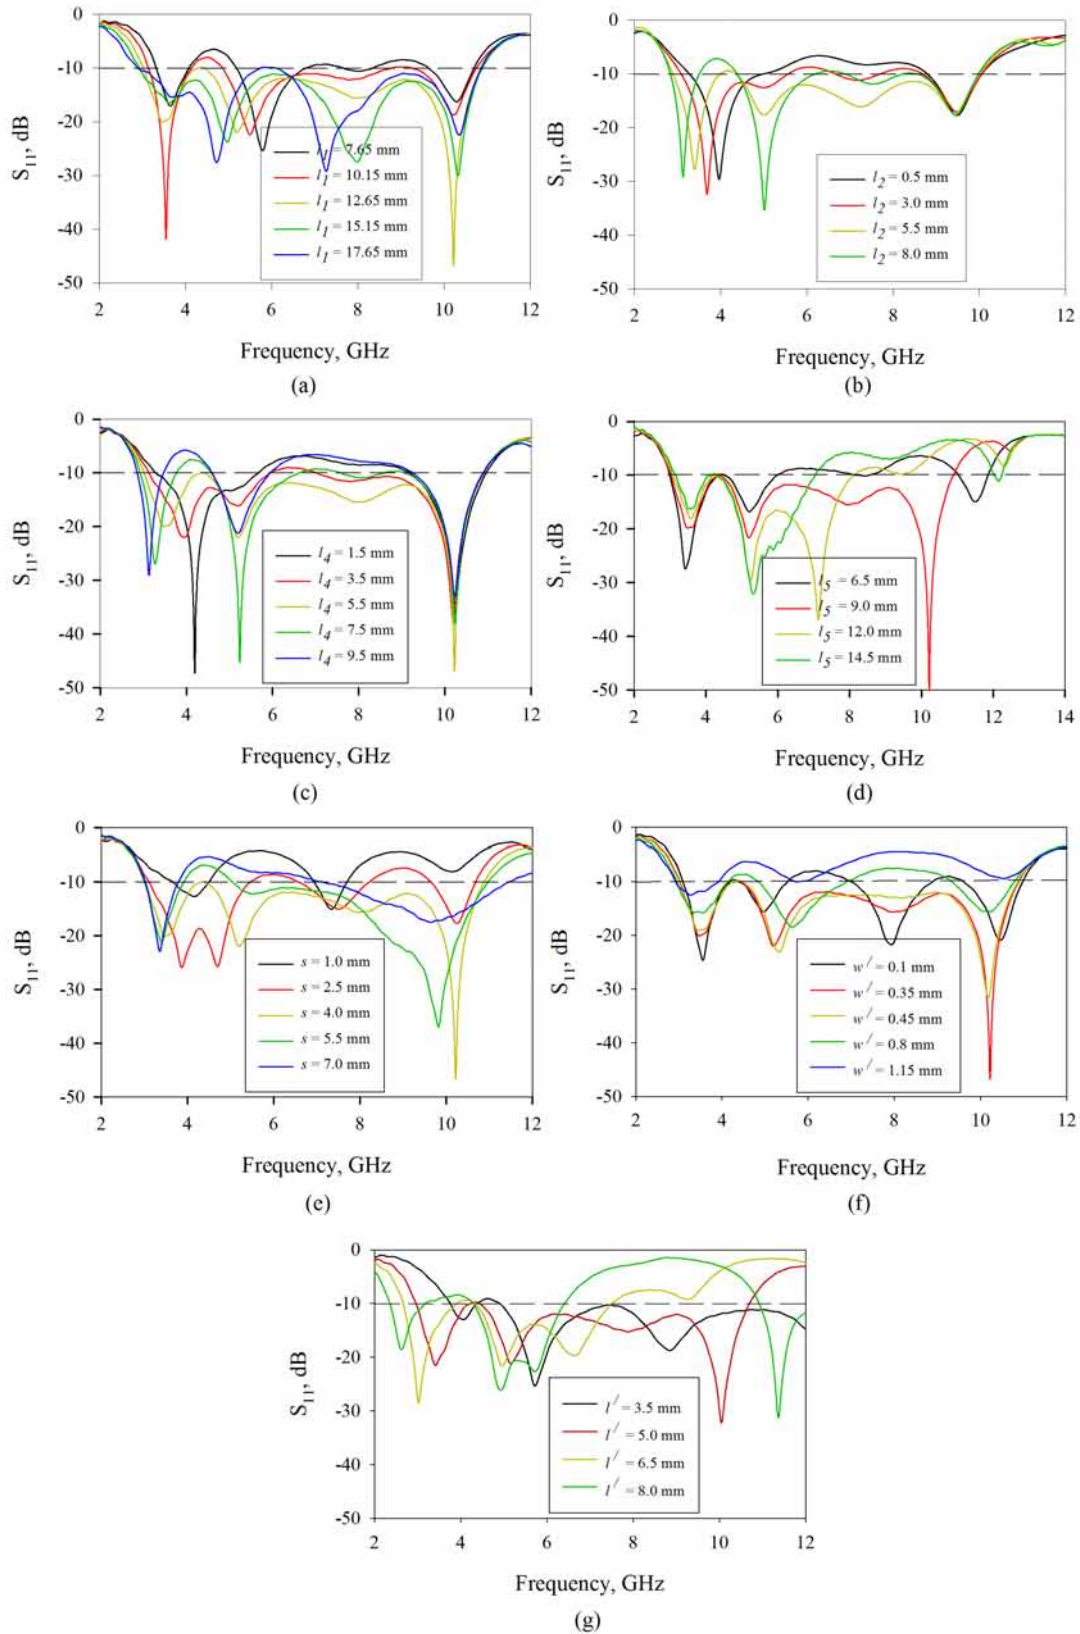 0
-10
-20
-30
-40
-50
S11, dB
l1 = 7.65 mm
l1 = 10.15 mm
l1 = 12.65 mm
l1 = 15.15 mm
l1 = 17.65 mm
2 4 6 8 10 12
Frequency, GHz
(a)
0
-10
-20
-30
-40
-50
S11, dB
l2 = 0.5 mm
l2 = 3.0 mm
l2 = 5.5 mm
l2 = 8.0 mm
2 4 6 8 10 12
Frequency, GHz
(b)
0
-10
-20
-30
-40
-50
S11, dB
l4 = 1.5 mm
l4 = 3.5 mm
l4 = 5.5 mm
l4 = 7.5 mm
l4 = 9.5 mm
2 4 6 8 10 12
Frequency, GHz
(c)
0
-10
-20
-30
-40
-50
S11, dB
l5 = 6.5 mm
l5 = 9.0 mm
l5 = 12.0 mm
l5 = 14.5 mm
2 4 6 8 10 12 14
Frequency, GHz
(d)
0
-10
-20
-30
-40
-50
S11, dB
s = 1.0 mm
s = 2.5 mm
s = 4.0 mm
s = 5.5 mm
s = 7.0 mm
2 4 6 8 10 12
Frequency, GHz
(e)
0
-10
-20
-30
-40
-50
S11, dB
w/ = 0.1 mm
w/ = 0.35 mm
w/ = 0.45 mm
w/ = 0.8 mm
w/ = 1.15 mm
2 4 6 8 10 12
Frequency, GHz
(f)
0
-10
-20
-30
-40
-50
S11, dB
l/ = 3.5 mm
l/ = 5.0 mm
l/ = 6.5 mm
l/ = 8.0 mm
2 4 6 8 10 12
Frequency, GHz
(g)